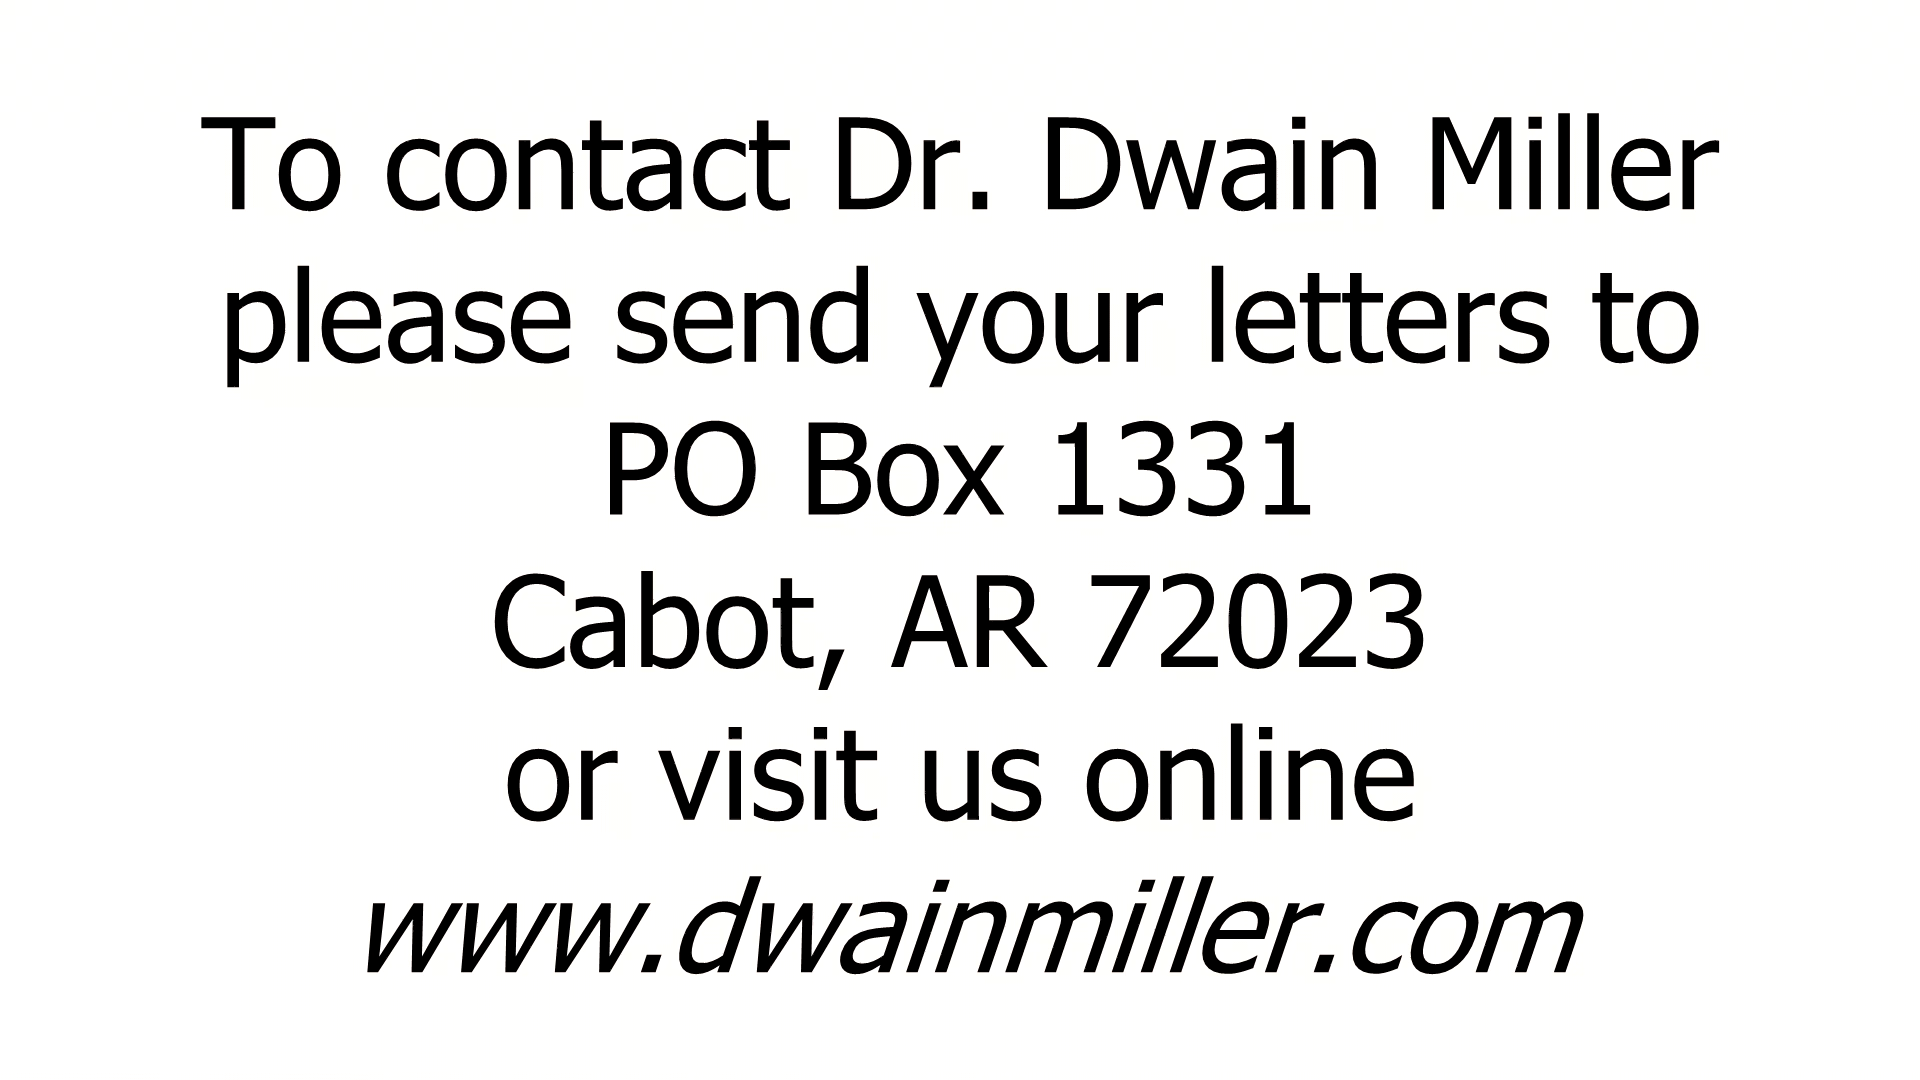 To contact Dr. Dwain Miller
please send your letters to
PO Box 1331
Cabot, AR 72023
or visit us online
www.dwainmiller.com